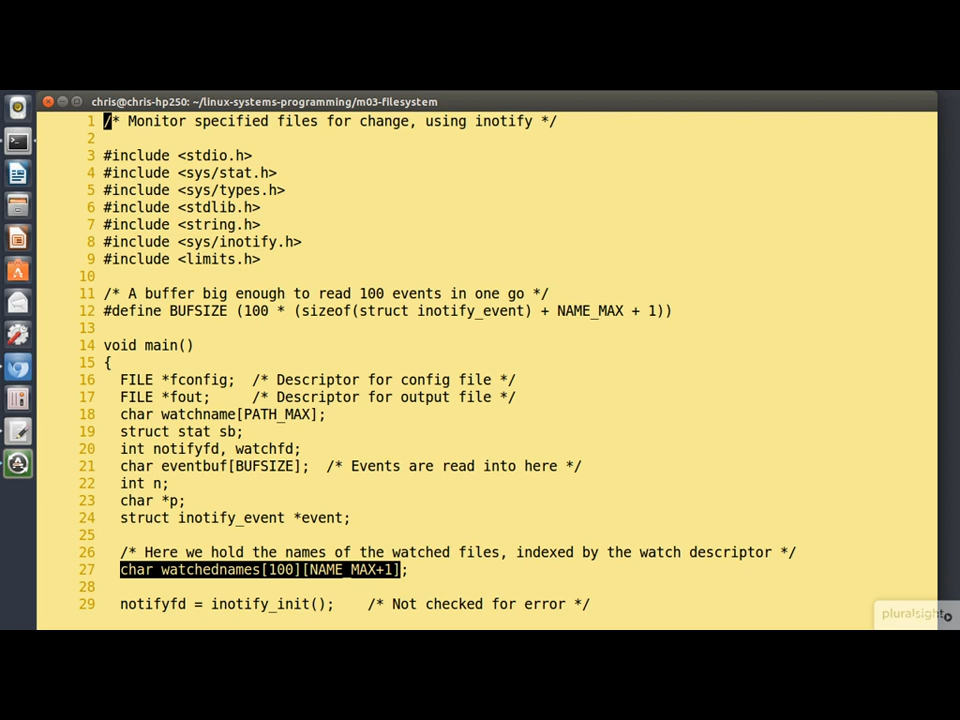 chris@chris-hp250: ~/linux-systems-programming/m03-filesystem
1 /* Monitor specified files for change, using inotify */
2
3 #include <stdio.h>
4 #include <sys/stat.h>
5 #include <sys/types.h>
6 #include <stdlib.h>
7 #include <string.h>
8 #include <sys/inotify.h>
9 #include <limits.h>
10
11 /* A buffer big enough to read 100 events in one go */
12 #define BUFSIZE (100 * (sizeof(struct inotify_event) + NAME_MAX + 1))
13
14 void main()
15 {
16   FILE *fconfig;  /* Descriptor for config file */
17   FILE *fout;     /* Descriptor for output file */
18   char watchname[PATH_MAX];
19   struct stat sb;
20   int notifyfd, watchfd;
21   char eventbuf[BUFSIZE];  /* Events are read into here */
22   int n;
23   char *p;
24   struct inotify_event *event;
25
26   /* Here we hold the names of the watched files, indexed by the watch descriptor */
27   char watchednames[100][NAME_MAX+1];
28
29   notifyfd = inotify_init();    /* Not checked for error */
pluralsight